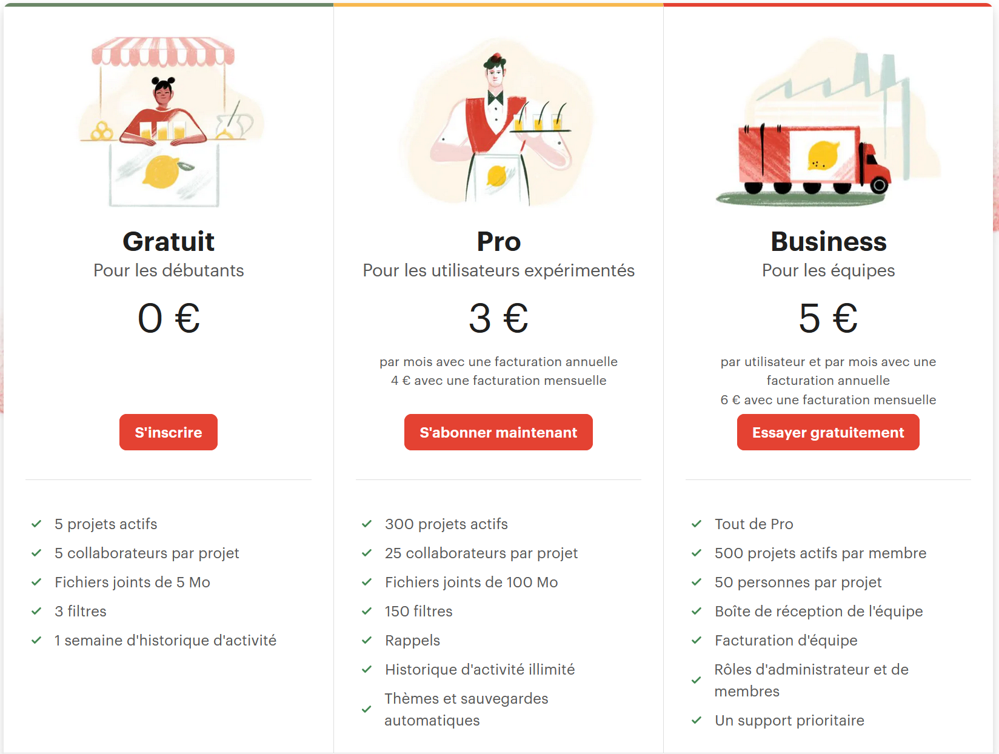 Gratuit
Pour les débutants
0 €
S'inscrire
5 projets actifs
5 collaborateurs par projet
Fichiers joints de 5 Mo
3 filtres
1 semaine d'historique d'activité
Pro
Pour les utilisateurs expérimentés
3 €
par mois avec une facturation annuelle
4 € avec une facturation mensuelle
S'abonner maintenant
300 projets actifs
25 collaborateurs par projet
Fichiers joints de 100 Mo
150 filtres
Rappels
Historique d'activité illimité
Thèmes et sauvegardes
automatiques
Business
Pour les équipes
5 €
par utilisateur et par mois avec une
facturation annuelle
6 € avec une facturation mensuelle
Essayer gratuitement
Tout de Pro
500 projets actifs par membre
50 personnes par projet
Boîte de réception de l'équipe
Facturation d'équipe
Rôles d'administrateur et de
membres
Un support prioritaire